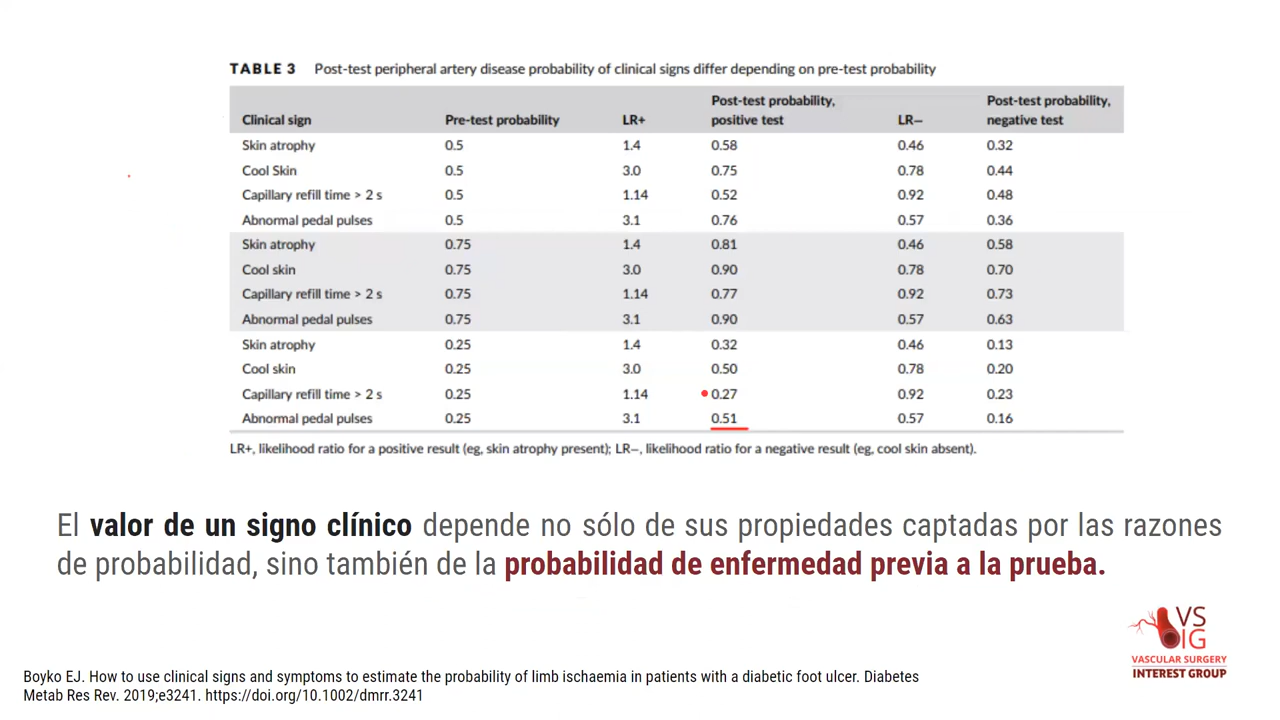 TABLE 3 Post-test peripheral artery disease probability of clinical signs differ depending on pre-test probability
Clinical sign Pre-test probability LR+ Post-test probability, positive test LR− Post-test probability, negative test
Skin atrophy 0.5 1.4 0.58 0.46 0.32
Cool Skin 0.5 3.0 0.75 0.78 0.44
Capillary refill time > 2 s 0.5 1.14 0.52 0.92 0.48
Abnormal pedal pulses 0.5 3.1 0.76 0.57 0.36
Skin atrophy 0.75 1.4 0.81 0.46 0.58
Cool skin 0.75 3.0 0.90 0.78 0.70
Capillary refill time > 2 s 0.75 1.14 0.77 0.92 0.73
Abnormal pedal pulses 0.75 3.1 0.90 0.57 0.63
Skin atrophy 0.25 1.4 0.32 0.46 0.13
Cool skin 0.25 3.0 0.50 0.78 0.20
Capillary refill time > 2 s 0.25 1.14 0.27 0.92 0.23
Abnormal pedal pulses 0.25 3.1 0.51 0.57 0.16
LR+, likelihood ratio for a positive result (eg, skin atrophy present); LR−, likelihood ratio for a negative result (eg, cool skin absent).
El valor de un signo clínico depende no sólo de sus propiedades captadas por las razones
de probabilidad, sino también de la probabilidad de enfermedad previa a la prueba.
VS
IG
VASCULAR SURGERY
INTEREST GROUP
Boyko EJ. How to use clinical signs and symptoms to estimate the probability of limb ischaemia in patients with a diabetic foot ulcer. Diabetes
Metab Res Rev. 2019;e3241. https://doi.org/10.1002/dmrr.3241